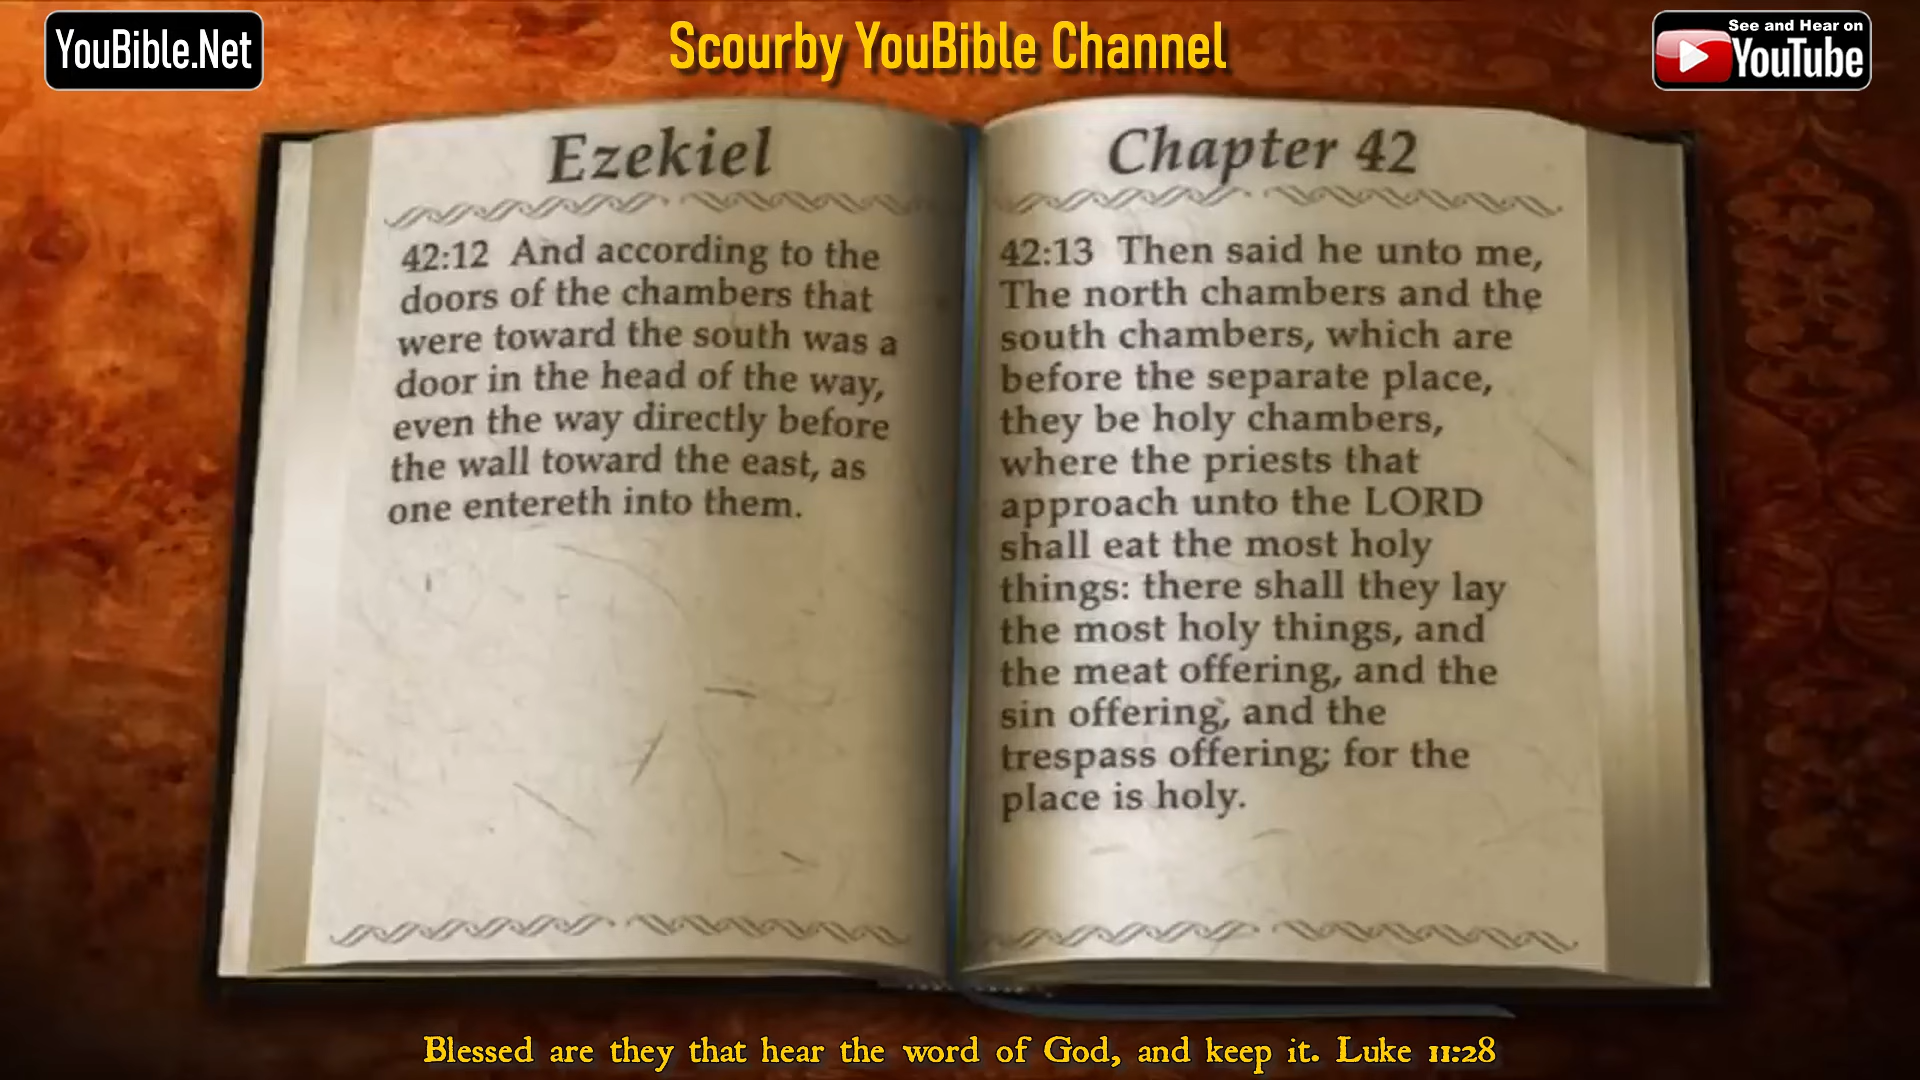 YouBible.Net
Scourby YouBible Channel
See and Hear on
YouTube
Ezekiel
42:12 And according to the
doors of the chambers that
were toward the south was a
door in the head of the way,
even the way directly before
the wall toward the east, as
one entereth into them.
Chapter 42
42:13 Then said he unto me,
The north chambers and the
south chambers, which are
before the separate place,
they be holy chambers,
where the priests that
approach unto the LORD
shall eat the most holy
things: there shall they lay
the most holy things, and
the meat offering, and the
sin offering, and the
trespass offering; for the
place is holy.
Blessed are they that hear the word of God, and keep it. Luke 11:28